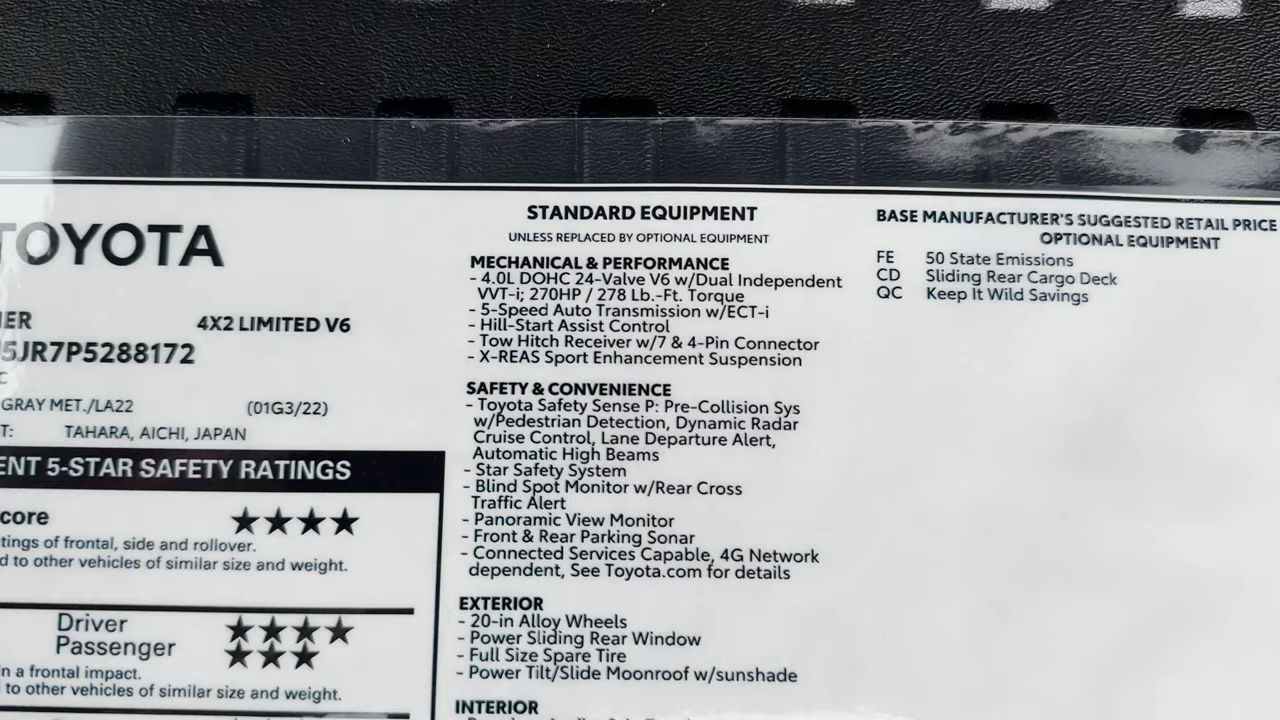 TOYOTA
4X2 LIMITED V6
5JR7P5288172
GRAY MET./LA22 (01G3/22)
T: TAHARA, AICHI, JAPAN
ENT 5-STAR SAFETY RATINGS
core ★★★★
tings of frontal, side and rollover.
d to other vehicles of similar size and weight.
Driver ★★★★
Passenger ★★★
n a frontal impact.
to other vehicles of similar size and weight.
STANDARD EQUIPMENT
UNLESS REPLACED BY OPTIONAL EQUIPMENT
MECHANICAL & PERFORMANCE
- 4.0L DOHC 24-Valve V6 w/Dual Independent
VVT-i; 270HP / 278 Lb.-Ft. Torque
- 5-Speed Auto Transmission w/ECT-i
- Hill-Start Assist Control
- Tow Hitch Receiver w/7 & 4-Pin Connector
- X-REAS Sport Enhancement Suspension
SAFETY & CONVENIENCE
- Toyota Safety Sense P: Pre-Collision Sys
w/Pedestrian Detection, Dynamic Radar
Cruise Control, Lane Departure Alert,
Automatic High Beams
- Star Safety System
- Blind Spot Monitor w/Rear Cross
Traffic Alert
- Panoramic View Monitor
- Front & Rear Parking Sonar
- Connected Services Capable, 4G Network
dependent, See Toyota.com for details
EXTERIOR
- 20-in Alloy Wheels
- Power Sliding Rear Window
- Full Size Spare Tire
- Power Tilt/Slide Moonroof w/sunshade
INTERIOR
BASE MANUFACTURER'S SUGGESTED RETAIL PRICE
OPTIONAL EQUIPMENT
FE 50 State Emissions
CD Sliding Rear Cargo Deck
QC Keep It Wild Savings